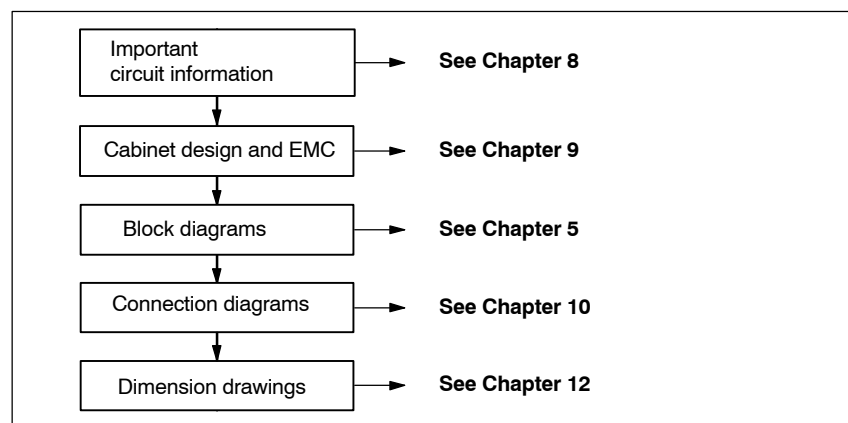 Important
circuit information
See Chapter 8
Cabinet design and EMC
See Chapter 9
Block diagrams
See Chapter 5
Connection diagrams
See Chapter 10
Dimension drawings
See Chapter 12